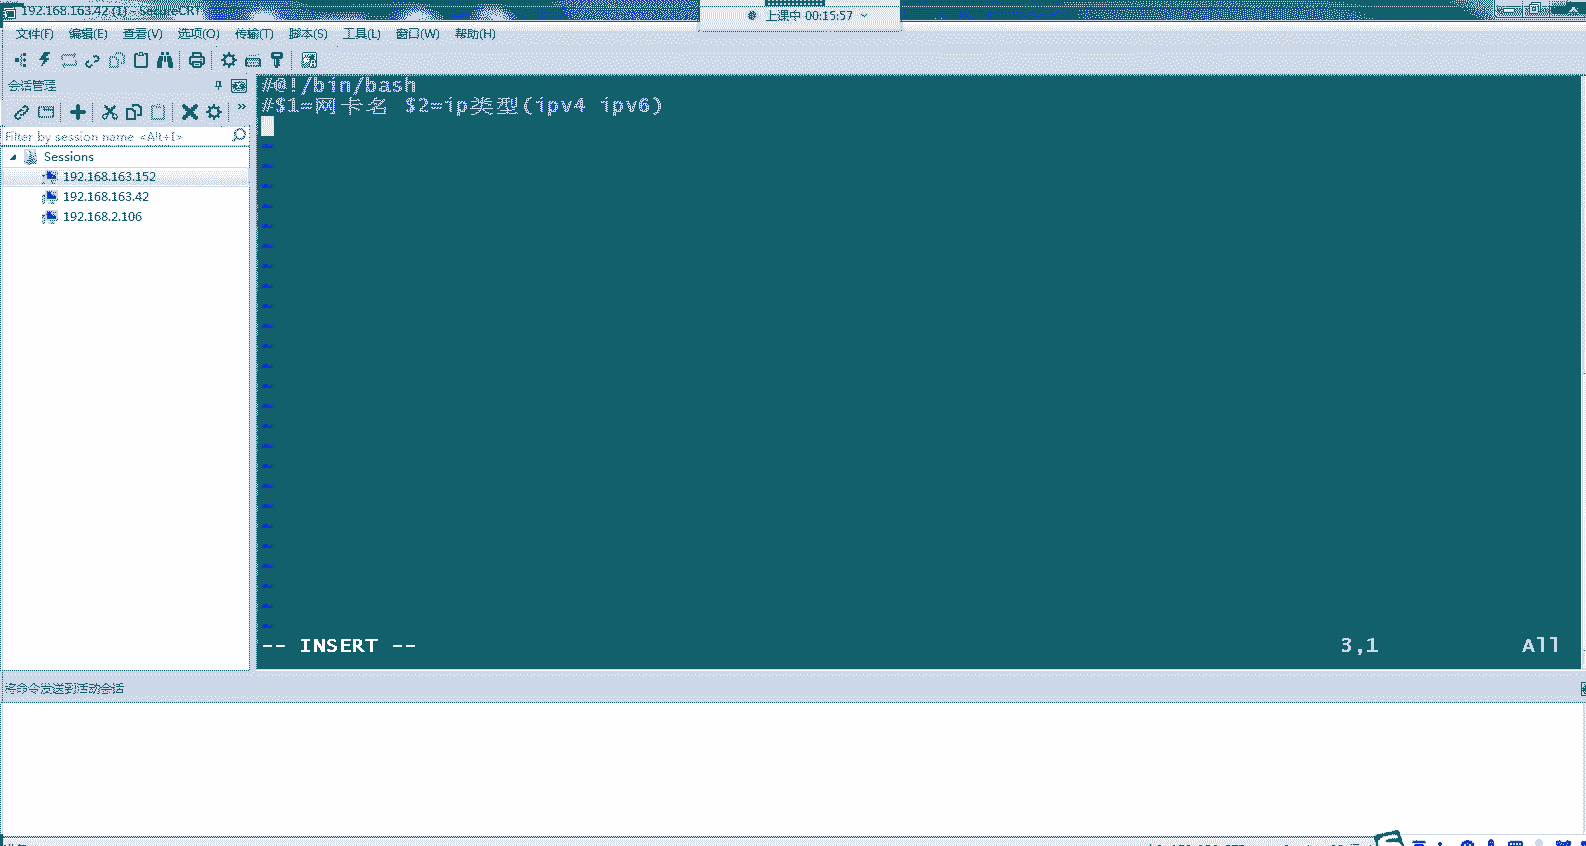 192.168.163.42 (1) - SecureCRT
上课中 00:15:57
文件(F) 编辑(E) 查看(V) 选项(O) 传输(T) 脚本(S) 工具(L) 窗口(W) 帮助(H)
会话管理
Filter by session name <Alt+I>
Sessions
192.168.163.152
192.168.163.42
192.168.2.106
#@!/bin/bash
#$1=网卡名 $2=ip类型(ipv4 ipv6)
-- INSERT -- 3,1 All
将命令发送到活动会话